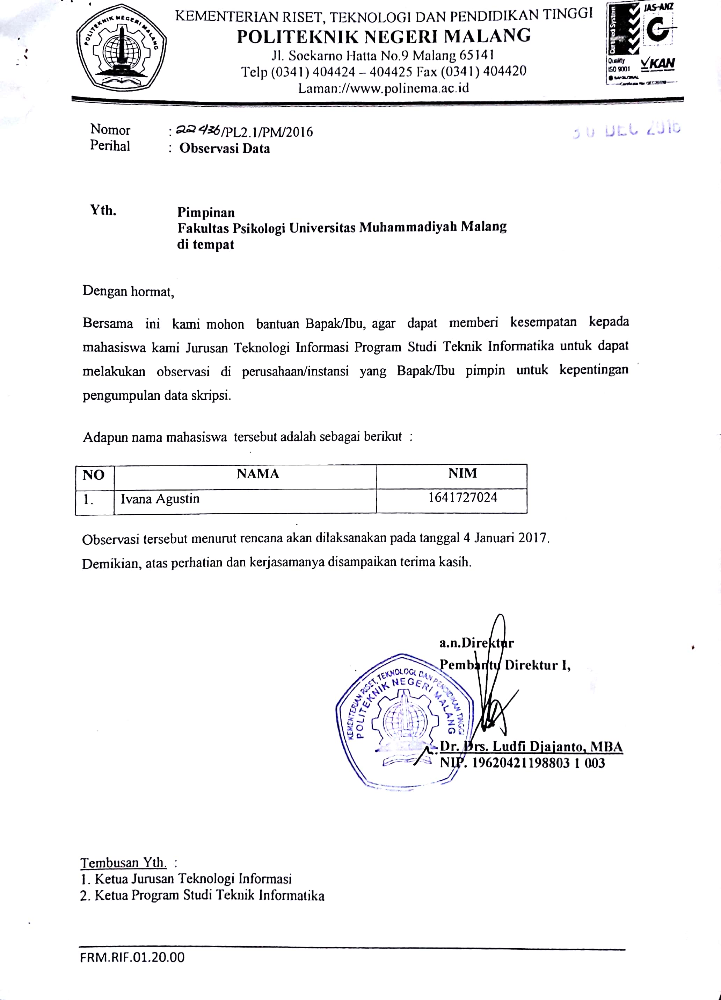 POLITEKNIK NEGERI MALANG
KEMENTERIAN RISET, TEKNOLOGI DAN PENDIDIKAN TINGGI
POLITEKNIK NEGERI MALANG
Jl. Soekarno Hatta No.9 Malang 65141
Telp (0341) 404424 – 404425 Fax (0341) 404420
Laman://www.polinema.ac.id
Certified System
JAS-ANZ
Quality
ISO 9001
KAN
SAI GLOBAL
30 DEC 2016
Nomor : 22436/PL2.1/PM/2016
Perihal : Observasi Data
Yth. Pimpinan
Fakultas Psikologi Universitas Muhammadiyah Malang
di tempat
Dengan hormat,
Bersama ini kami mohon bantuan Bapak/Ibu, agar dapat memberi kesempatan kepada
mahasiswa kami Jurusan Teknologi Informasi Program Studi Teknik Informatika untuk dapat
melakukan observasi di perusahaan/instansi yang Bapak/Ibu pimpin untuk kepentingan
pengumpulan data skripsi.
Adapun nama mahasiswa tersebut adalah sebagai berikut :
NO NAMA NIM
1. Ivana Agustin 1641727024
Observasi tersebut menurut rencana akan dilaksanakan pada tanggal 4 Januari 2017.
Demikian, atas perhatian dan kerjasamanya disampaikan terima kasih.
a.n.Direktur
Pembantu Direktur I,
KEMENTERIAN RISET, TEKNOLOGI, DAN PENDIDIKAN TINGGI
POLITEKNIK NEGERI MALANG
Dr. Drs. Ludfi Djajanto, MBA
NIP. 19620421198803 1 003
Tembusan Yth. :
1. Ketua Jurusan Teknologi Informasi
2. Ketua Program Studi Teknik Informatika
FRM.RIF.01.20.00